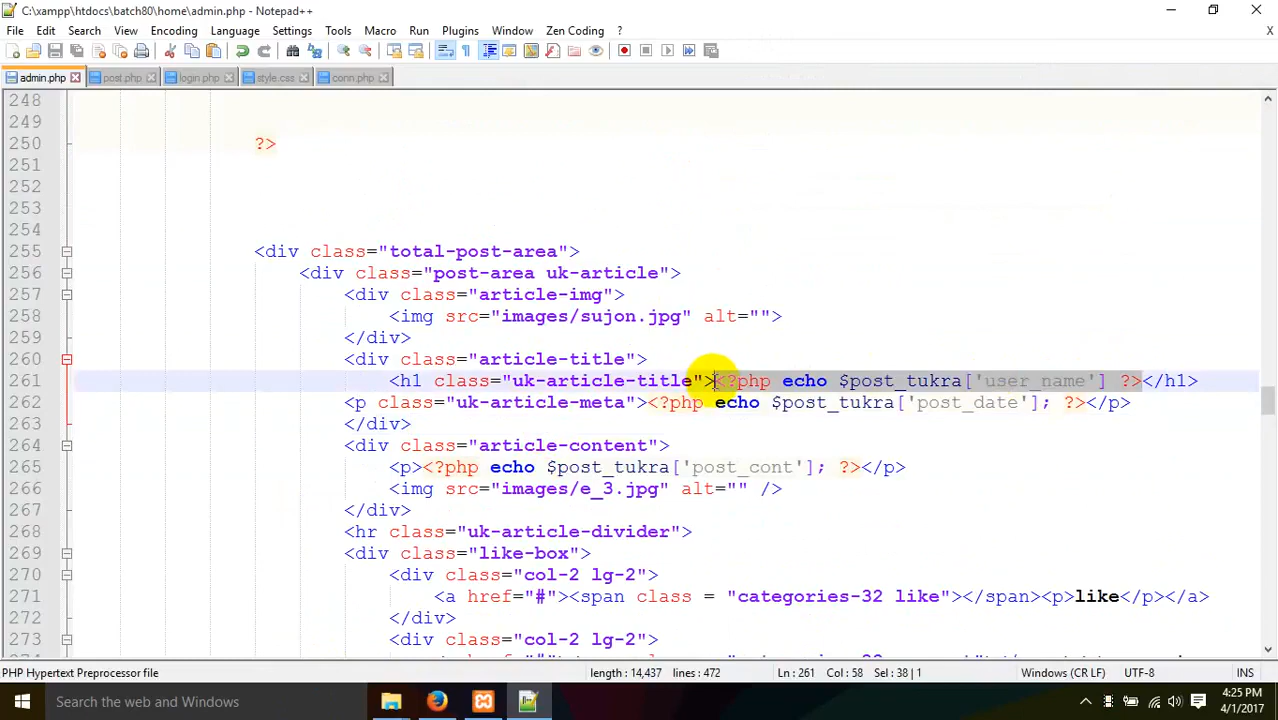 C:\xampp\htdocs\batch80\home\admin.php - Notepad++
File Edit Search View Encoding Language Settings Tools Macro Run Plugins Window Zen Coding ? X
admin.php post.php login.php style.css conn.php
248
249
250 ?>
251
252
253
254
255 <div class="total-post-area">
256 <div class="post-area uk-article">
257 <div class="article-img">
258 <img src="images/sujon.jpg" alt="">
259 </div>
260 <div class="article-title">
261 <h1 class="uk-article-title"><?php echo $post_tukra['user_name'] ?></h1>
262 <p class="uk-article-meta"><?php echo $post_tukra['post_date']; ?></p>
263 </div>
264 <div class="article-content">
265 <p><?php echo $post_tukra['post_cont']; ?></p>
266 <img src="images/e_3.jpg" alt="" />
267 </div>
268 <hr class="uk-article-divider">
269 <div class="like-box">
270 <div class="col-2 lg-2">
271 <a href="#"><span class = "categories-32 like"></span><p>like</p></a>
272 </div>
273 <div class="col-2 lg-2">
PHP Hypertext Preprocessor file length : 14,437 lines : 472 Ln : 261 Col : 58 Sel : 38 | 1 Windows (CR LF) UTF-8 INS
Search the web and Windows
4:25 PM
4/1/2017